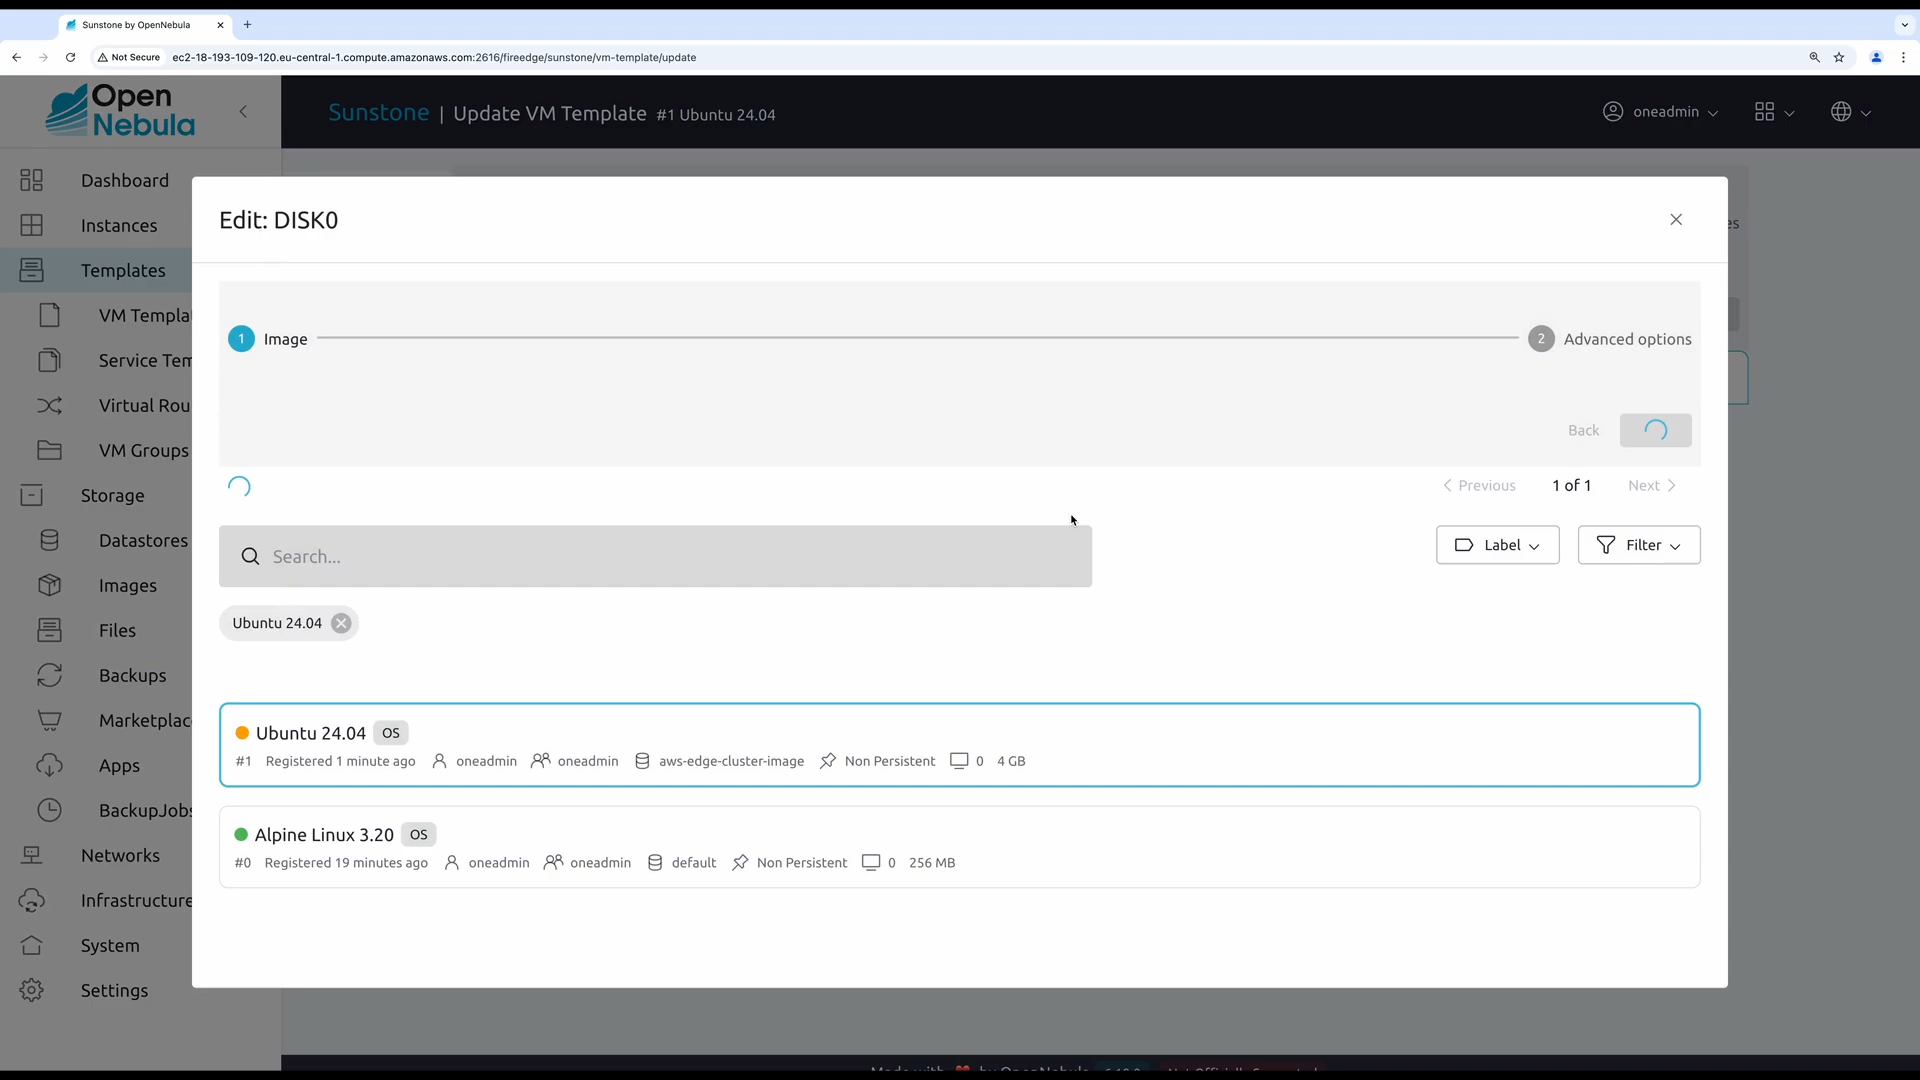 Sunstone by OpenNebula
Not Secure ec2-18-193-109-120.eu-central-1.compute.amazonaws.com:2616/fireedge/sunstone/vm-template/update
Open Nebula
Sunstone | Update VM Template #1 Ubuntu 24.04
oneadmin
Dashboard
Instances
Templates
VM Templa
Service Tem
Virtual Rou
VM Groups
Storage
Datastores
Images
Files
Backups
Marketplac
Apps
BackupJobs
Networks
Infrastructure
System
Settings
Edit: DISK0
1 Image
2 Advanced options
Back
Previous 1 of 1 Next
Search...
Label
Filter
Ubuntu 24.04
Ubuntu 24.04 OS
#1 Registered 1 minute ago oneadmin oneadmin aws-edge-cluster-image Non Persistent 0 4 GB
Alpine Linux 3.20 OS
#0 Registered 19 minutes ago oneadmin oneadmin default Non Persistent 0 256 MB
Made with by OpenNebula